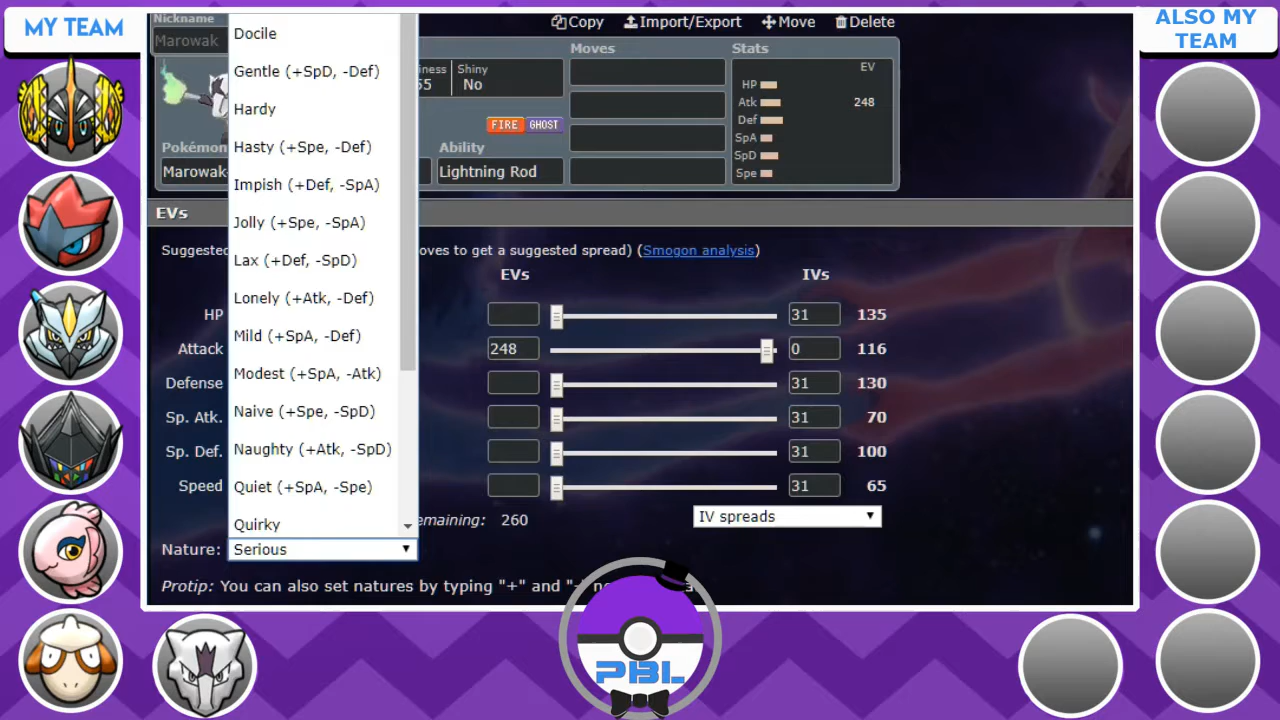 MY TEAM
ALSO MY
TEAM
Nickname
Marowak
Copy
Import/Export
Move
Delete
Shiny
No
Moves
Stats
EV
HP
Atk 248
Def
SpA
SpD
Spe
FIRE GHOST
Ability
Lightning Rod
EVs
moves to get a suggested spread) (Smogon analysis)
EVs IVs
HP 31 135
Attack 248 0 116
Defense 31 130
Sp. Atk. 31 70
Sp. Def. 31 100
Speed 31 65
260
IV spreads
Docile
Gentle (+SpD, -Def)
Hardy
Hasty (+Spe, -Def)
Impish (+Def, -SpA)
Jolly (+Spe, -SpA)
Lax (+Def, -SpD)
Lonely (+Atk, -Def)
Mild (+SpA, -Def)
Modest (+SpA, -Atk)
Naive (+Spe, -SpD)
Naughty (+Atk, -SpD)
Quiet (+SpA, -Spe)
Quirky
Nature: Serious
Protip: You can also set natures by typing "+" and
PBL